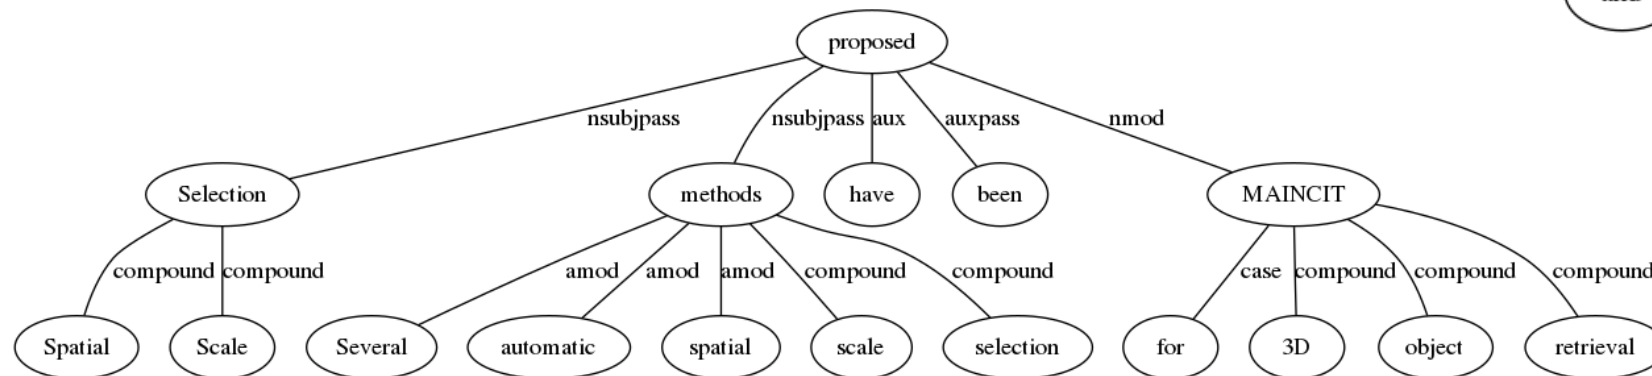 proposed
nsubjpass nsubjpass aux auxpass nmod
Selection methods have been MAINCIT
compound compound amod amod amod compound compound case compound compound compound
Spatial Scale Several automatic spatial scale selection for 3D object retrieval